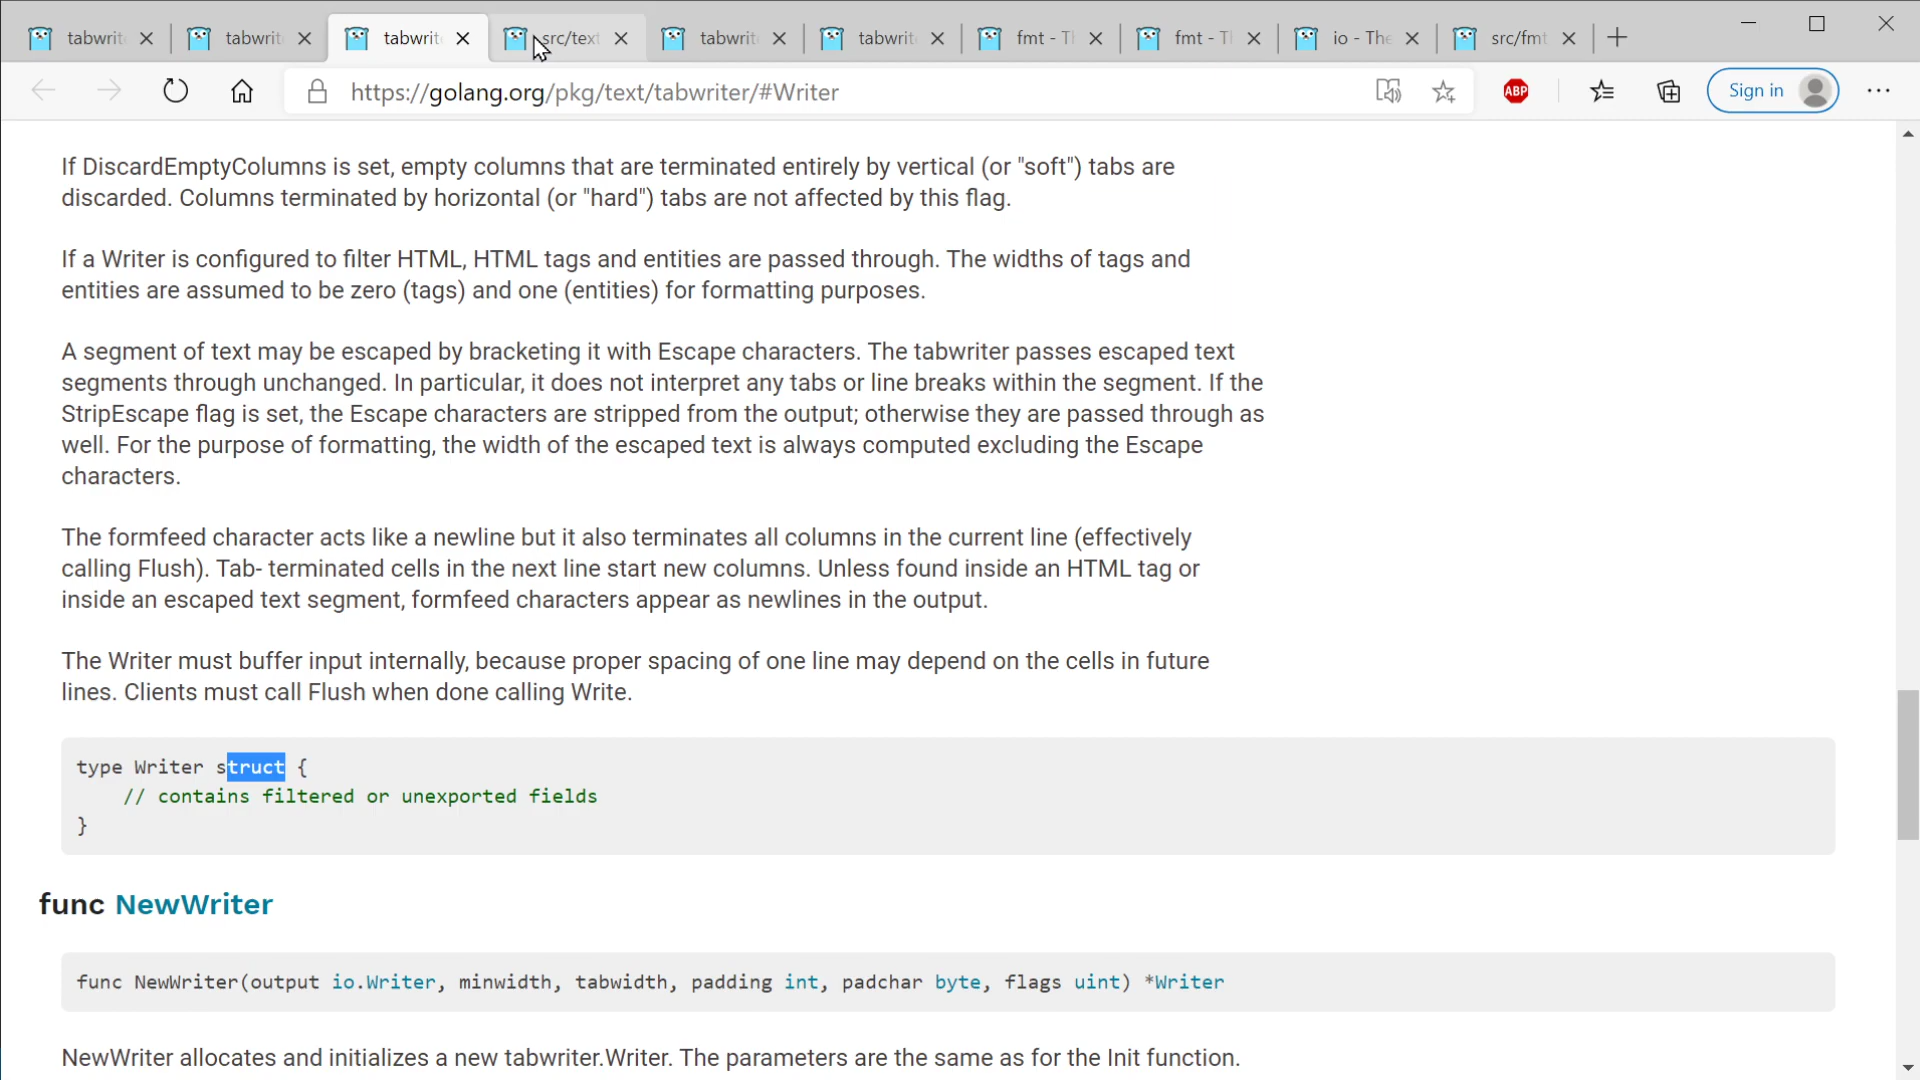 tabwrit tabwrit tabwrit src/text tabwrit tabwrit fmt - Tl fmt - Tl io - The src/fmt
https://golang.org/pkg/text/tabwriter/#Writer ABP Sign in
If DiscardEmptyColumns is set, empty columns that are terminated entirely by vertical (or "soft") tabs are
discarded. Columns terminated by horizontal (or "hard") tabs are not affected by this flag.
If a Writer is configured to filter HTML, HTML tags and entities are passed through. The widths of tags and
entities are assumed to be zero (tags) and one (entities) for formatting purposes.
A segment of text may be escaped by bracketing it with Escape characters. The tabwriter passes escaped text
segments through unchanged. In particular, it does not interpret any tabs or line breaks within the segment. If the
StripEscape flag is set, the Escape characters are stripped from the output; otherwise they are passed through as
well. For the purpose of formatting, the width of the escaped text is always computed excluding the Escape
characters.
The formfeed character acts like a newline but it also terminates all columns in the current line (effectively
calling Flush). Tab- terminated cells in the next line start new columns. Unless found inside an HTML tag or
inside an escaped text segment, formfeed characters appear as newlines in the output.
The Writer must buffer input internally, because proper spacing of one line may depend on the cells in future
lines. Clients must call Flush when done calling Write.
type Writer struct {
// contains filtered or unexported fields
}
func NewWriter
func NewWriter(output io.Writer, minwidth, tabwidth, padding int, padchar byte, flags uint) *Writer
NewWriter allocates and initializes a new tabwriter.Writer. The parameters are the same as for the Init function.